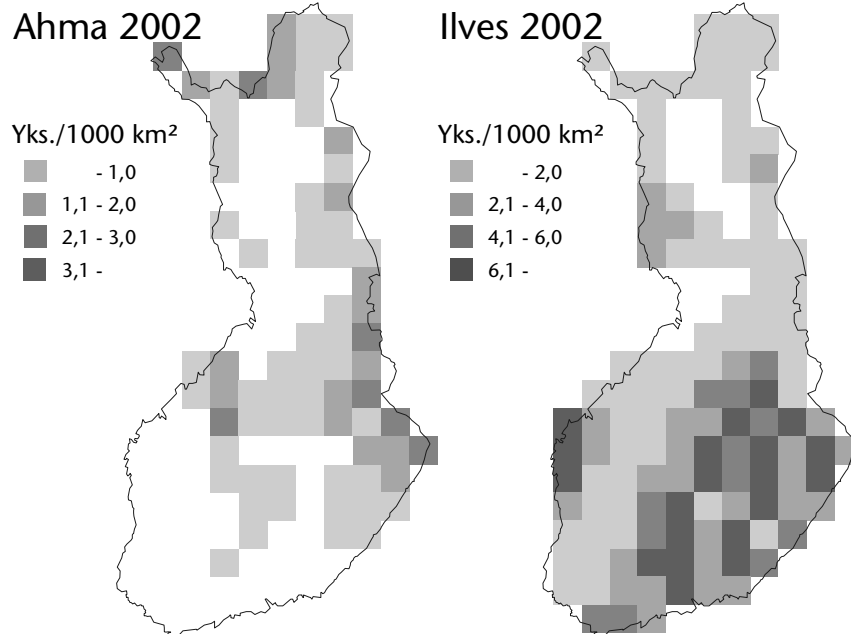 Ahma 2002
Yks./1000 km²
- 1,0
1,1 - 2,0
2,1 - 3,0
3,1 -
Ilves 2002
Yks./1000 km²
- 2,0
2,1 - 4,0
4,1 - 6,0
6,1 -